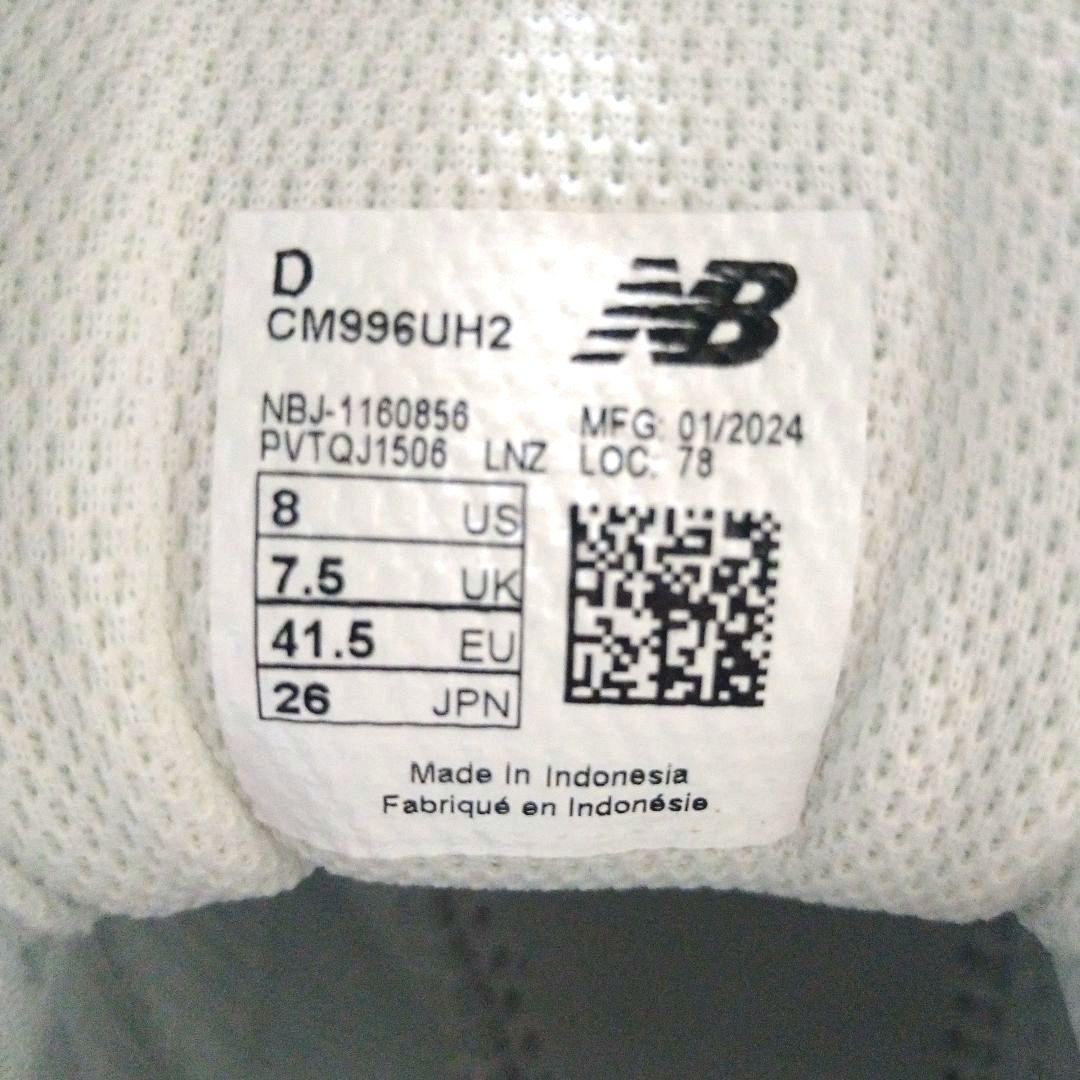 D
CM996UH2
NB
NBJ-1160856
PVTQJ1506 LNZ
MFG: 01/2024
LOC: 78
8 US
7.5 UK
41.5 EU
26 JPN
Made In Indonesia
Fabriqué en Indonésie